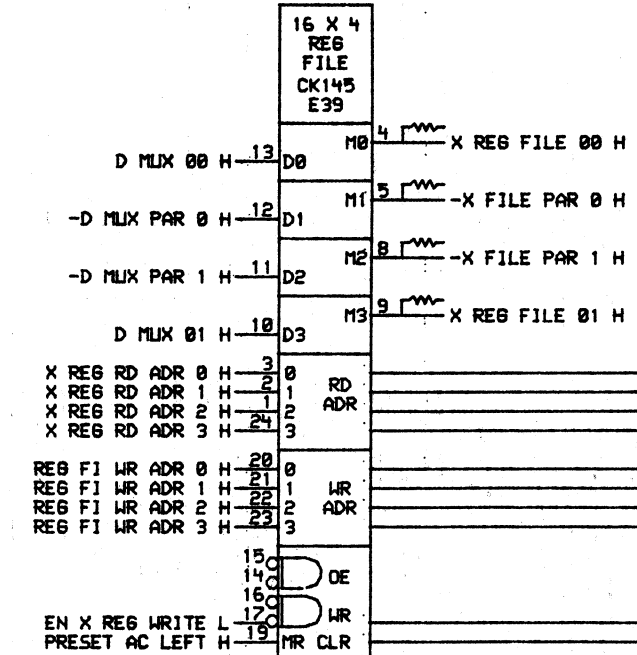 16 X 4
REG
FILE
CK145
E39
D MUX 00 H 13 D0 M0 4 X REG FILE 00 H
-D MUX PAR 0 H 12 D1 M1 5 -X FILE PAR 0 H
-D MUX PAR 1 H 11 D2 M2 8 -X FILE PAR 1 H
D MUX 01 H 10 D3 M3 9 X REG FILE 01 H
X REG RD ADR 0 H 3 0 RD
X REG RD ADR 1 H 2 1 ADR
X REG RD ADR 2 H 1 2
X REG RD ADR 3 H 24 3
REG FI WR ADR 0 H 20 0
REG FI WR ADR 1 H 21 1 WR
REG FI WR ADR 2 H 22 2 ADR
REG FI WR ADR 3 H 23 3
15
14 OE
16
EN X REG WRITE L 17 WR
PRESET AC LEFT H 19 MR CLR